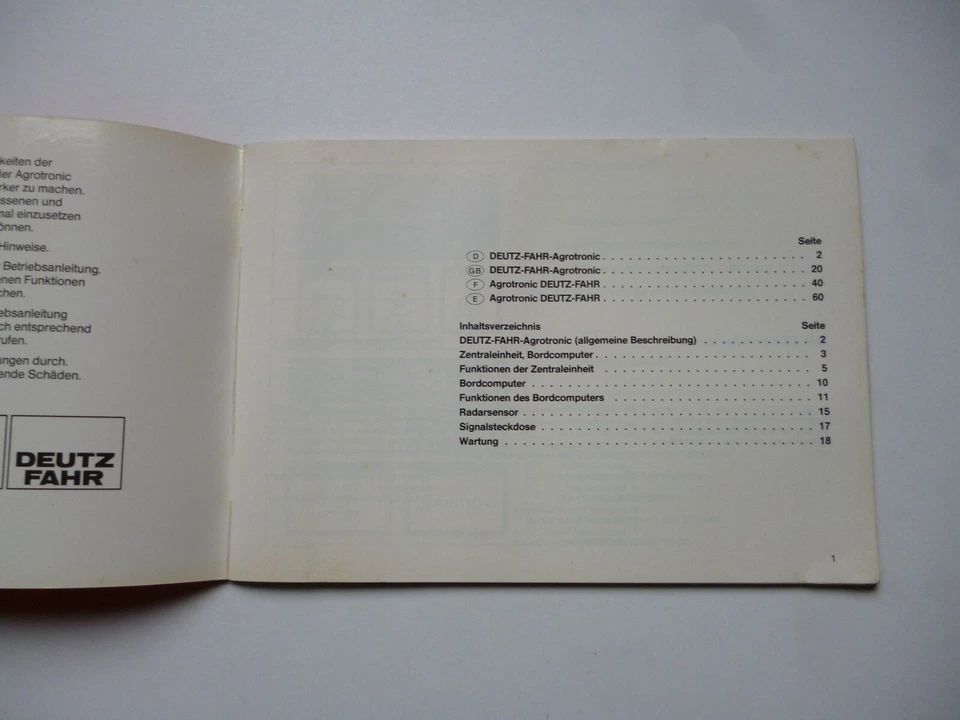 keiten der
der Agrotronic
rker zu machen.
ssenen und
mal einzusetzen
önnen.
Hinweise.
Betriebsanleitung.
enen Funktionen
chen.
ebsanleitung
ch entsprechend
rufen.
ungen durch.
ende Schäden.
DEUTZ
FAHR
Seite
D DEUTZ-FAHR-Agrotronic . . . . . . . . . . . . . . . . . . . . . . . . 2
GB DEUTZ-FAHR-Agrotronic . . . . . . . . . . . . . . . . . . . . . . . 20
F Agrotronic DEUTZ-FAHR . . . . . . . . . . . . . . . . . . . . . . . 40
E Agrotronic DEUTZ-FAHR . . . . . . . . . . . . . . . . . . . . . . . 60
Inhaltsverzeichnis Seite
DEUTZ-FAHR-Agrotronic (allgemeine Beschreibung) . . . . . . . . . . . . 2
Zentraleinheit, Bordcomputer . . . . . . . . . . . . . . . . . . . . . . . . 3
Funktionen der Zentraleinheit . . . . . . . . . . . . . . . . . . . . . . . 5
Bordcomputer . . . . . . . . . . . . . . . . . . . . . . . . . . . . . . 10
Funktionen des Bordcomputers . . . . . . . . . . . . . . . . . . . . . . 11
Radarsensor . . . . . . . . . . . . . . . . . . . . . . . . . . . . . . . 15
Signalsteckdose . . . . . . . . . . . . . . . . . . . . . . . . . . . . . 17
Wartung . . . . . . . . . . . . . . . . . . . . . . . . . . . . . . . . . 18
1